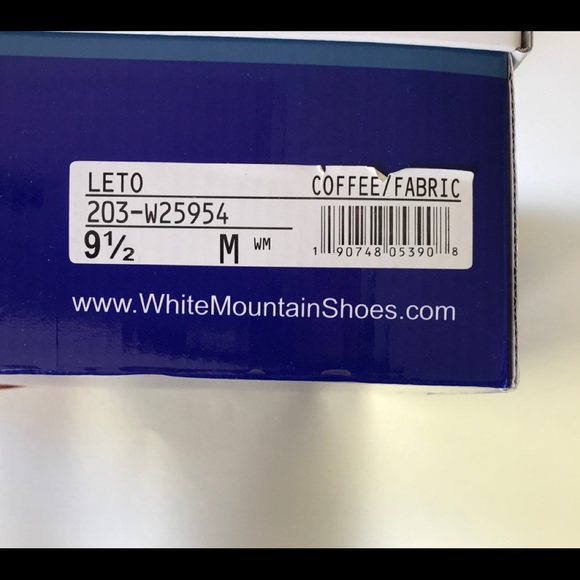 LETO COFFEE/FABRIC
203-W25954
9½ M WM
1 90748 05390 8
www.WhiteMountainShoes.com